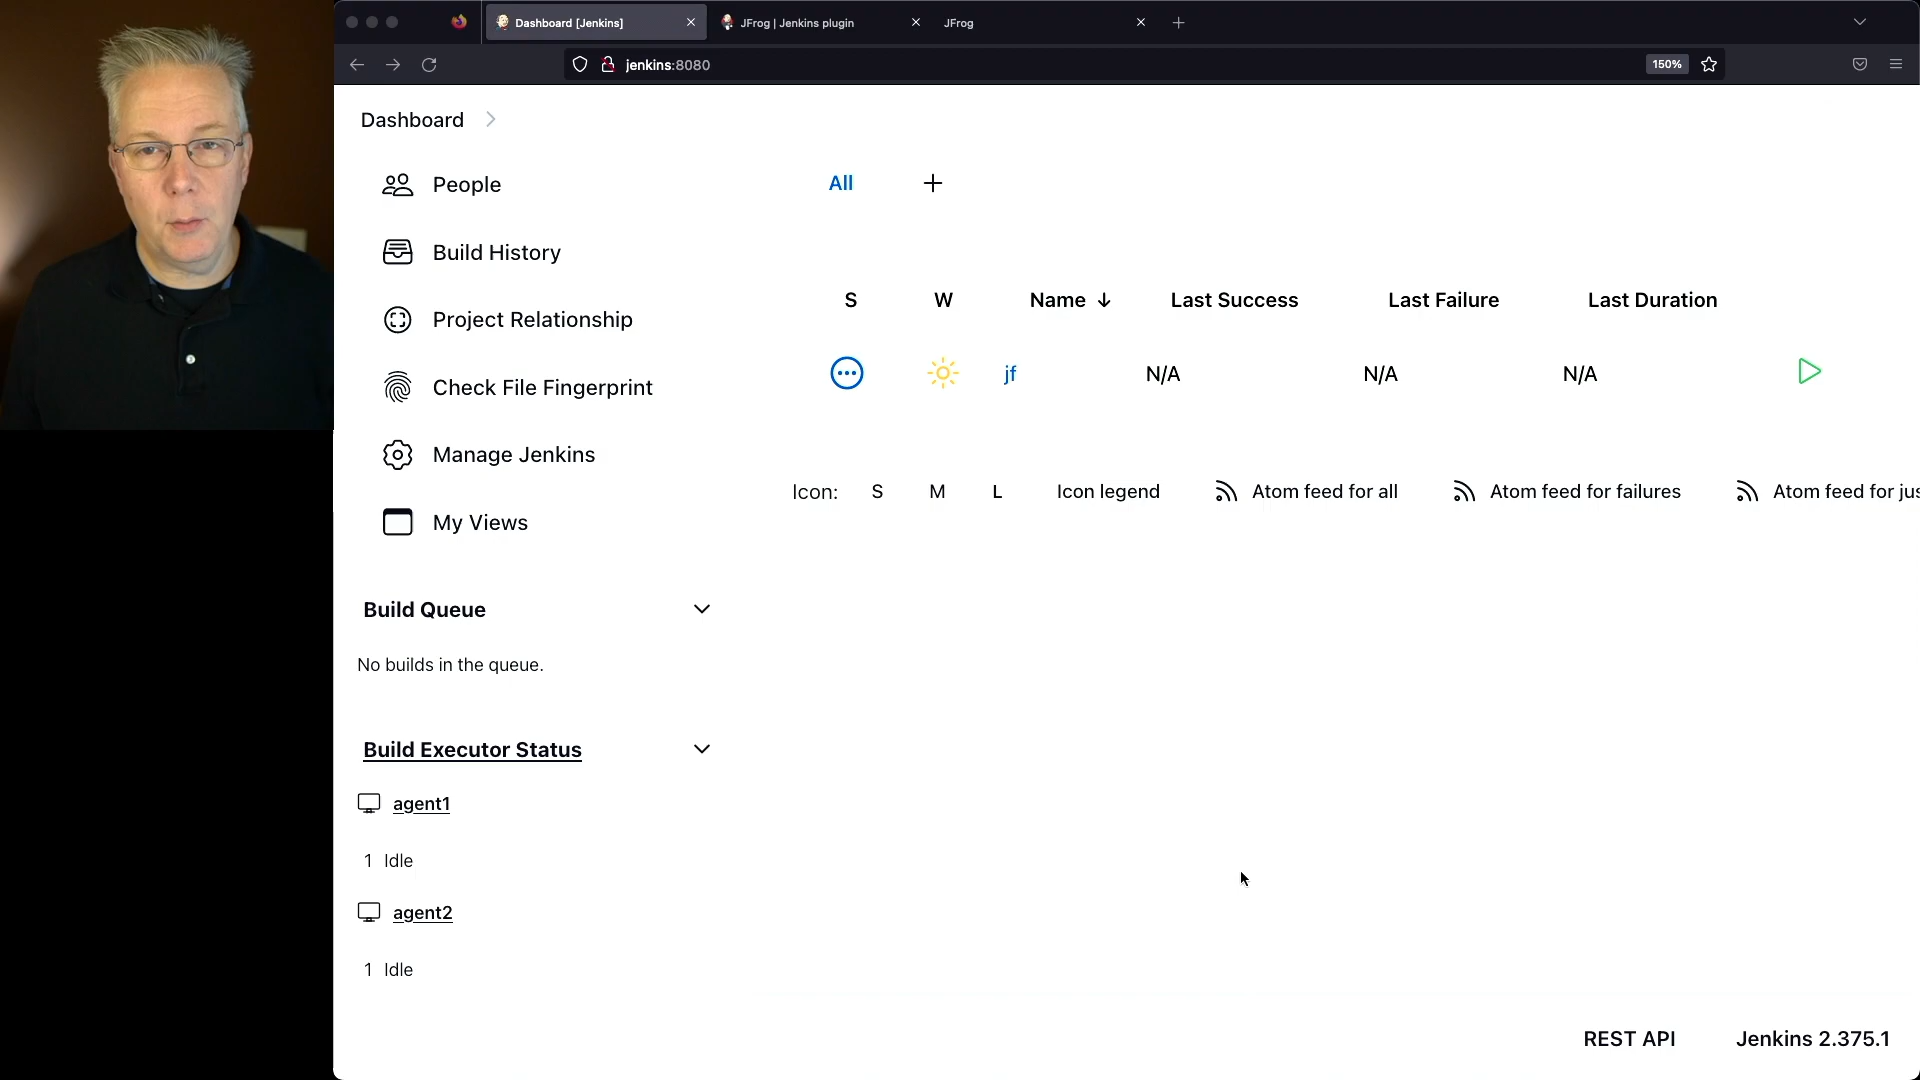 Dashboard [Jenkins]
JFrog | Jenkins plugin
JFrog
jenkins:8080
150%
Dashboard
People
Build History
Project Relationship
Check File Fingerprint
Manage Jenkins
My Views
Build Queue
No builds in the queue.
Build Executor Status
agent1
1 Idle
agent2
1 Idle
All
S W Name ↓ Last Success Last Failure Last Duration
jf N/A N/A N/A
Icon: S M L Icon legend Atom feed for all Atom feed for failures Atom feed for jus
REST API Jenkins 2.375.1